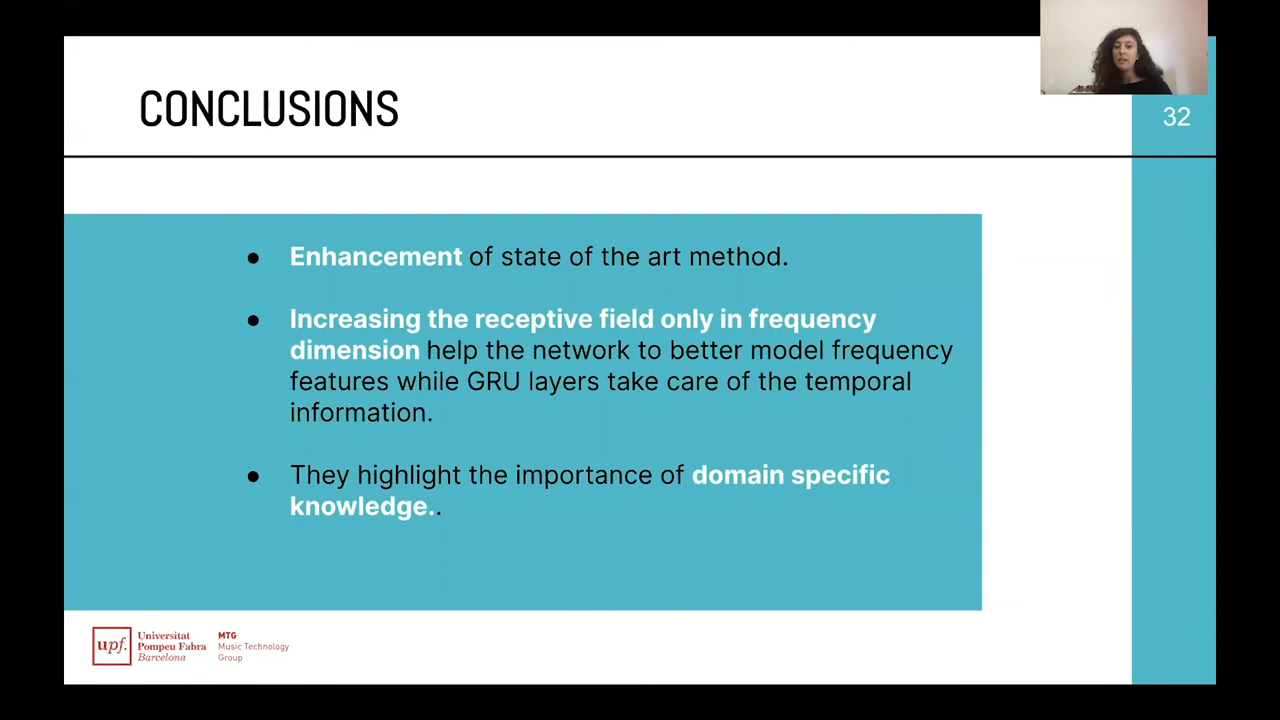 CONCLUSIONS
32
● Enhancement of state of the art method.
● Increasing the receptive field only in frequency
dimension help the network to better model frequency
features while GRU layers take care of the temporal
information.
● They highlight the importance of domain specific
knowledge..
upf.
Universitat
Pompeu Fabra
Barcelona
MTG
Music Technology
Group